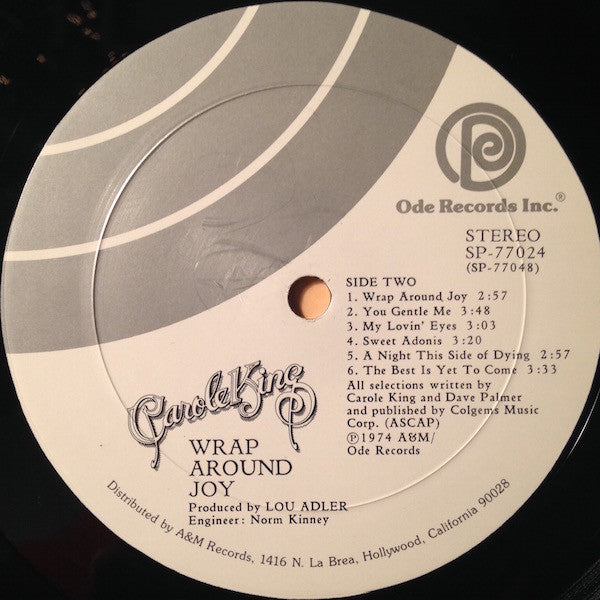 Ode Records Inc.®
STEREO
SP-77024
(SP-77048)
SIDE TWO
1. Wrap Around Joy 2:57
2. You Gentle Me 3:48
3. My Lovin' Eyes 3:03
4. Sweet Adonis 3:20
5. A Night This Side of Dying 2:57
6. The Best Is Yet To Come 3:33
All selections written by
Carole King and Dave Palmer
and published by Colgems Music
Corp. (ASCAP)
Ⓟ1974 A&M/
Ode Records
Carole King
WRAP
AROUND
JOY
Produced by LOU ADLER
Engineer: Norm Kinney
Distributed by A&M Records, 1416 N. La Brea, Hollywood, California 90028